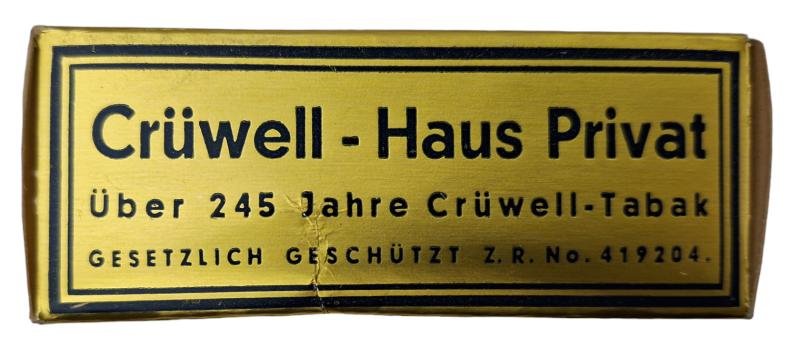 Crüwell - Haus Privat
Über 245 Jahre Crüwell-Tabak
GESETZLICH GESCHÜTZT Z. R. No. 419204.